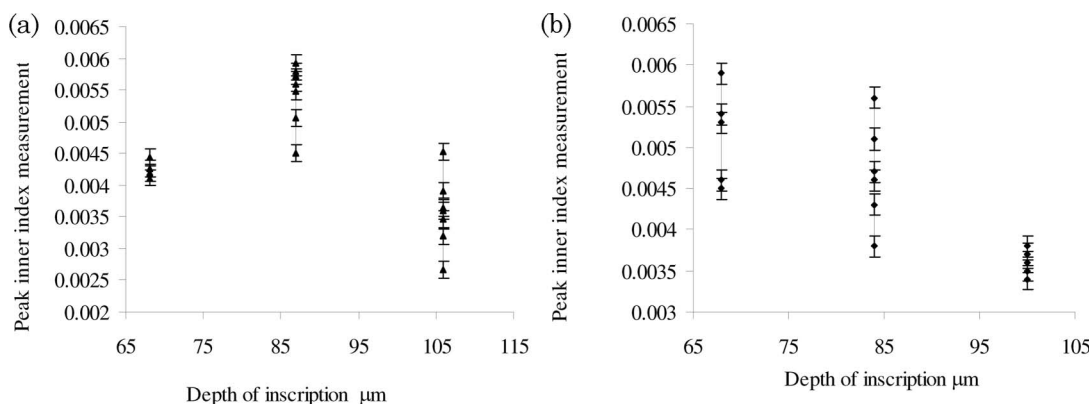 (a)
Peak inner index measurement
0.0065
0.006
0.0055
0.005
0.0045
0.004
0.0035
0.003
0.0025
0.002
65 75 85 95 105 115
Depth of inscription μm
(b)
Peak inner index measurement
0.0065
0.006
0.0055
0.005
0.0045
0.004
0.0035
0.003
65 75 85 95 105
Depth of inscription μm